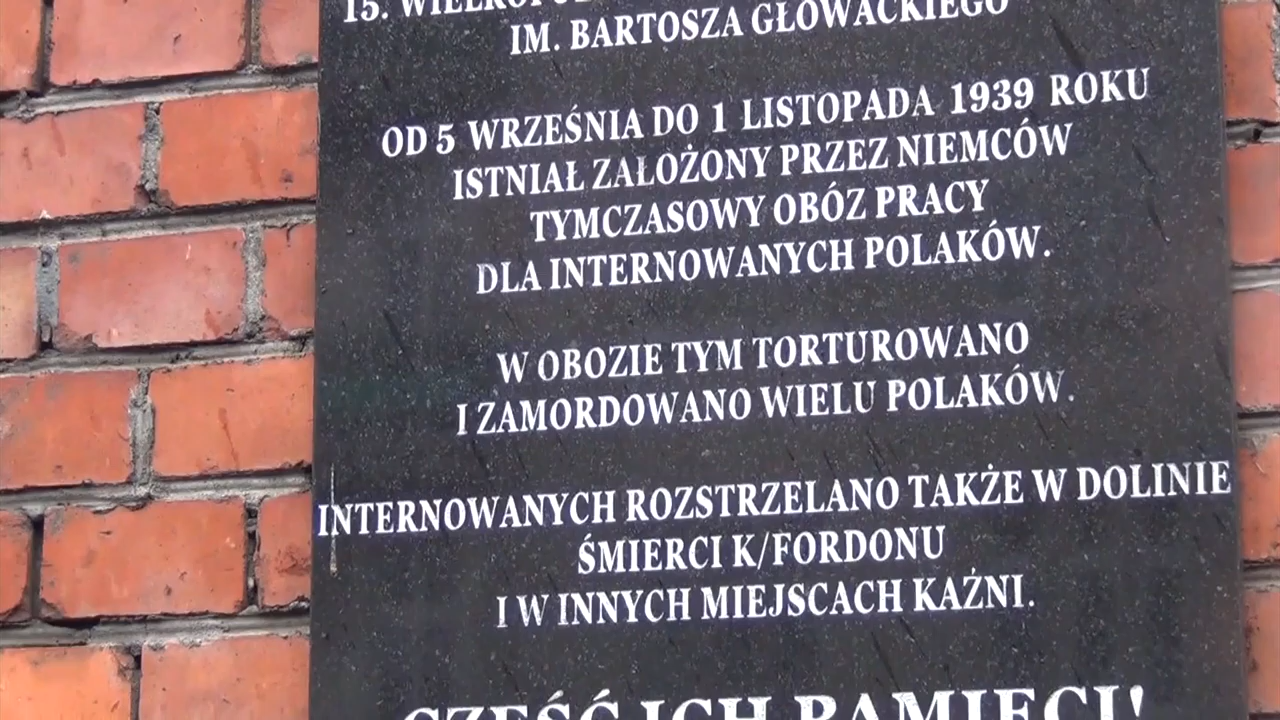 15. 
IM. BARTOSZA GŁOWACKIEGO
OD 5 WRZEŚNIA DO 1 LISTOPADA 1939 ROKU
ISTNIAŁ ZAŁOŻONY PRZEZ NIEMCÓW
TYMCZASOWY OBÓZ PRACY
DLA INTERNOWANYCH POLAKÓW.
W OBOZIE TYM TORTUROWANO
I ZAMORDOWANO WIELU POLAKÓW.
INTERNOWANYCH ROZSTRZELANO TAKŻE W DOLINIE
ŚMIERCI K/FORDONU
I W INNYCH MIEJSCACH KAŹNI.
CZEŚĆ ICH PAMIĘCI!